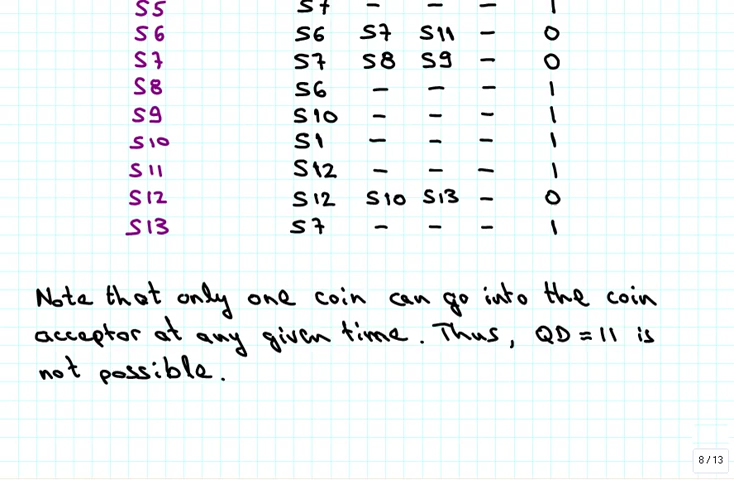 S5 S7 - - - 1
S6 S6 S7 S11 - 0
S7 S7 S8 S9 - 0
S8 S6 - - - 1
S9 S10 - - - 1
S10 S1 - - - 1
S11 S12 - - - 1
S12 S12 S10 S13 - 0
S13 S7 - - - 1
Note that only one coin can go into the coin
acceptor at any given time. Thus, QD = 11 is
not possible.
8 / 13